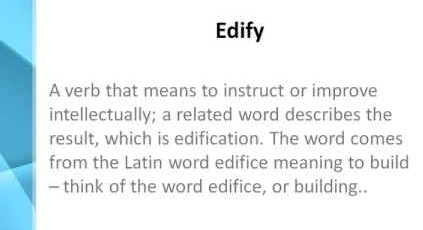 Edify
A verb that means to instruct or improve
intellectually; a related word describes the
result, which is edification. The word comes
from the Latin word edifice meaning to build
– think of the word edifice, or building..